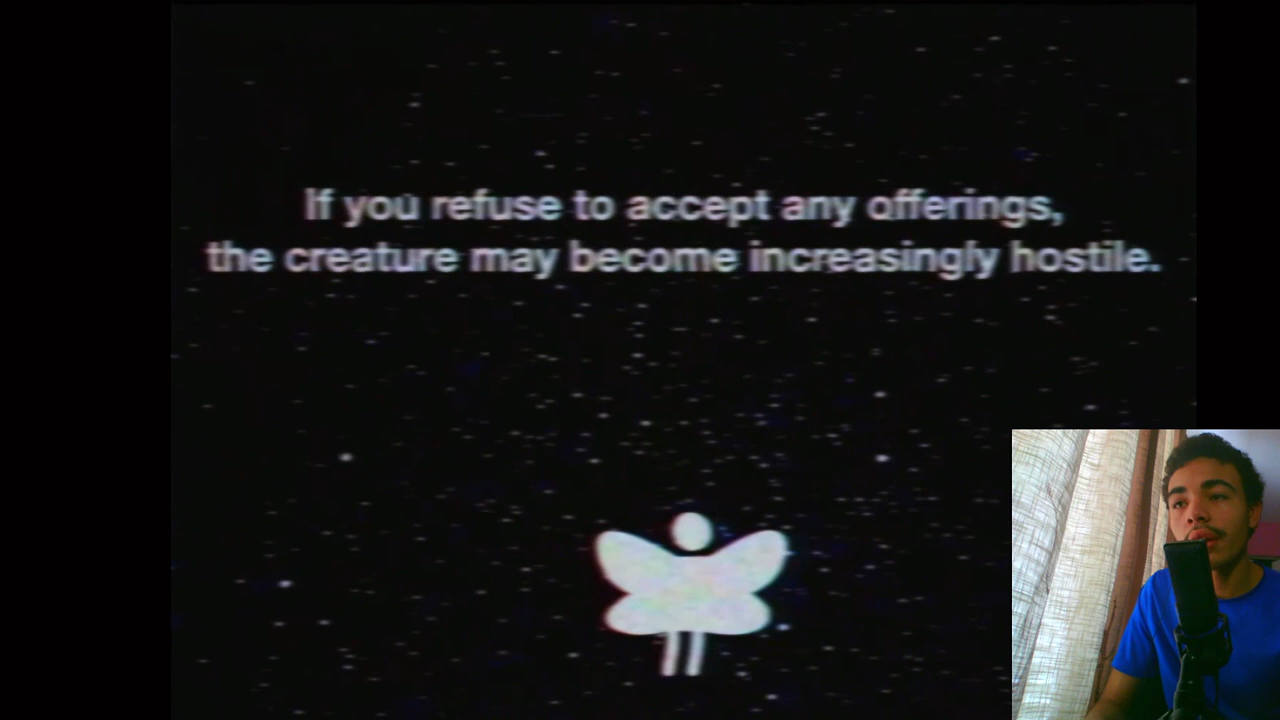 If you refuse to accept any offerings,
the creature may become increasingly hostile.